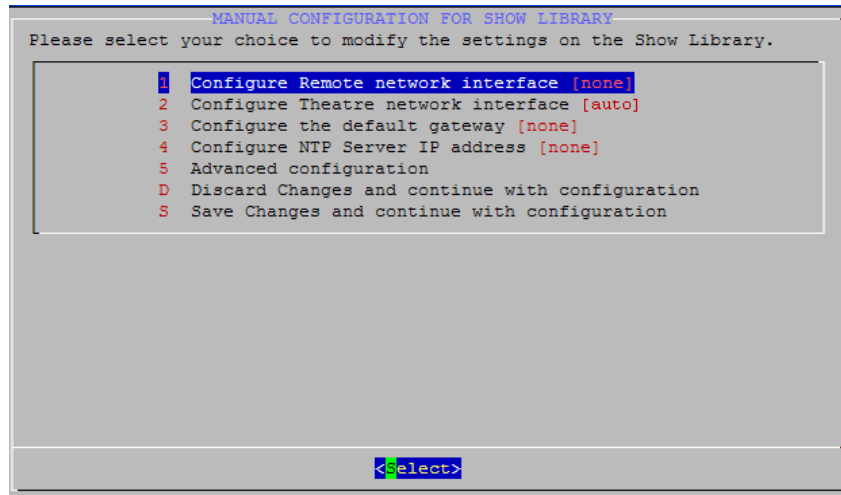 MANUAL CONFIGURATION FOR SHOW LIBRARY
Please select your choice to modify the settings on the Show Library.
1 Configure Remote network interface [none]
2 Configure Theatre network interface [auto]
3 Configure the default gateway [none]
4 Configure NTP Server IP address [none]
5 Advanced configuration
D Discard Changes and continue with configuration
S Save Changes and continue with configuration
<Select>